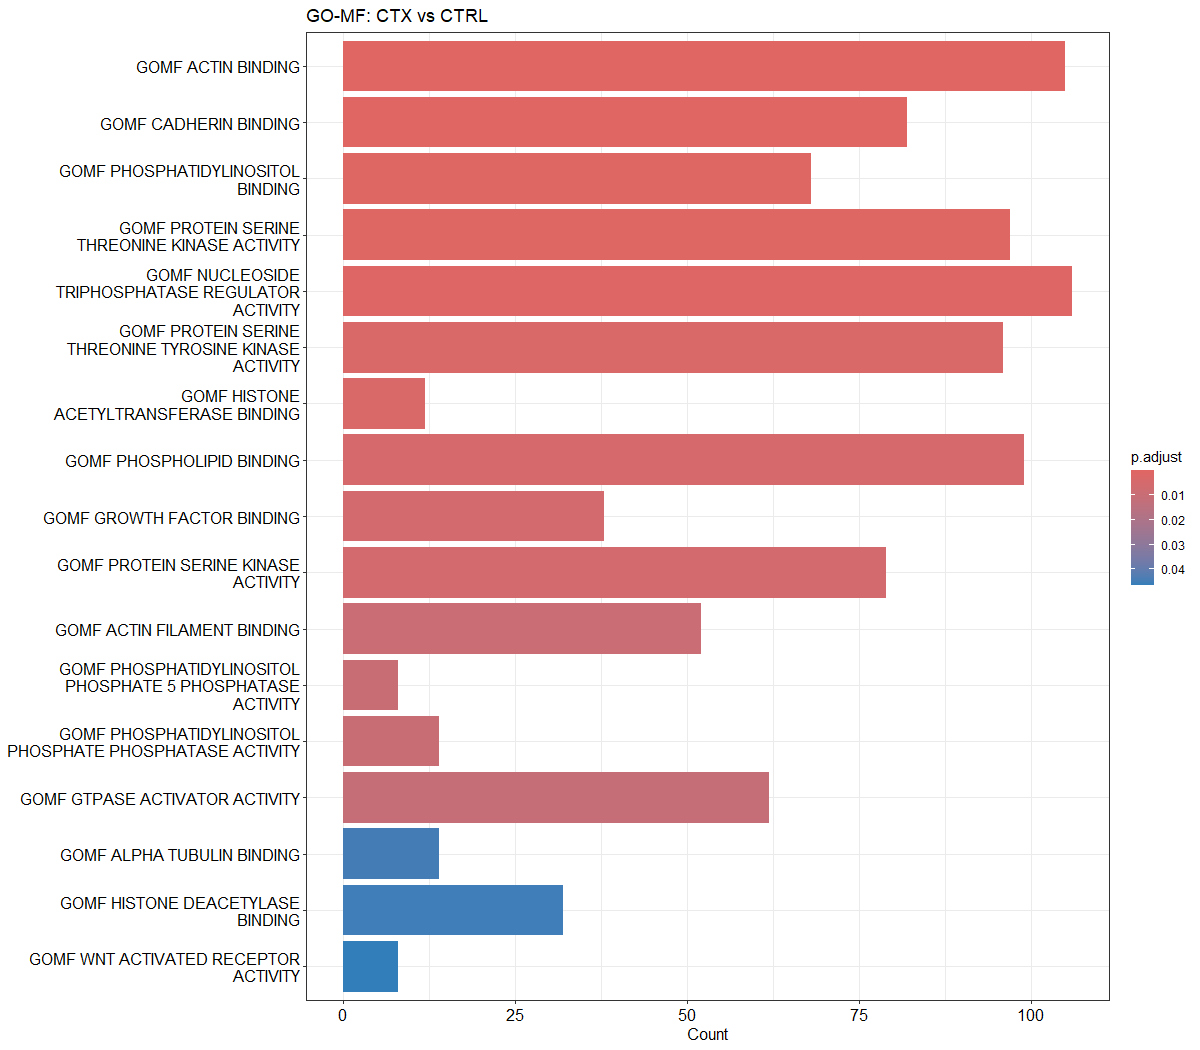 GO-MF: CTX vs CTRL
GOMF ACTIN BINDING
GOMF CADHERIN BINDING
GOMF PHOSPHATIDYLINOSITOL
BINDING
GOMF PROTEIN SERINE
THREONINE KINASE ACTIVITY
GOMF NUCLEOSIDE
TRIPHOSPHATASE REGULATOR
ACTIVITY
GOMF PROTEIN SERINE
THREONINE TYROSINE KINASE
ACTIVITY
GOMF HISTONE
ACETYLTRANSFERASE BINDING
GOMF PHOSPHOLIPID BINDING
GOMF GROWTH FACTOR BINDING
GOMF PROTEIN SERINE KINASE
ACTIVITY
GOMF ACTIN FILAMENT BINDING
GOMF PHOSPHATIDYLINOSITOL
PHOSPHATE 5 PHOSPHATASE
ACTIVITY
GOMF PHOSPHATIDYLINOSITOL
PHOSPHATE PHOSPHATASE ACTIVITY
GOMF GTPASE ACTIVATOR ACTIVITY
GOMF ALPHA TUBULIN BINDING
GOMF HISTONE DEACETYLASE
BINDING
GOMF WNT ACTIVATED RECEPTOR
ACTIVITY
0 25 50 75 100
Count
p.adjust
0.01
0.02
0.03
0.04